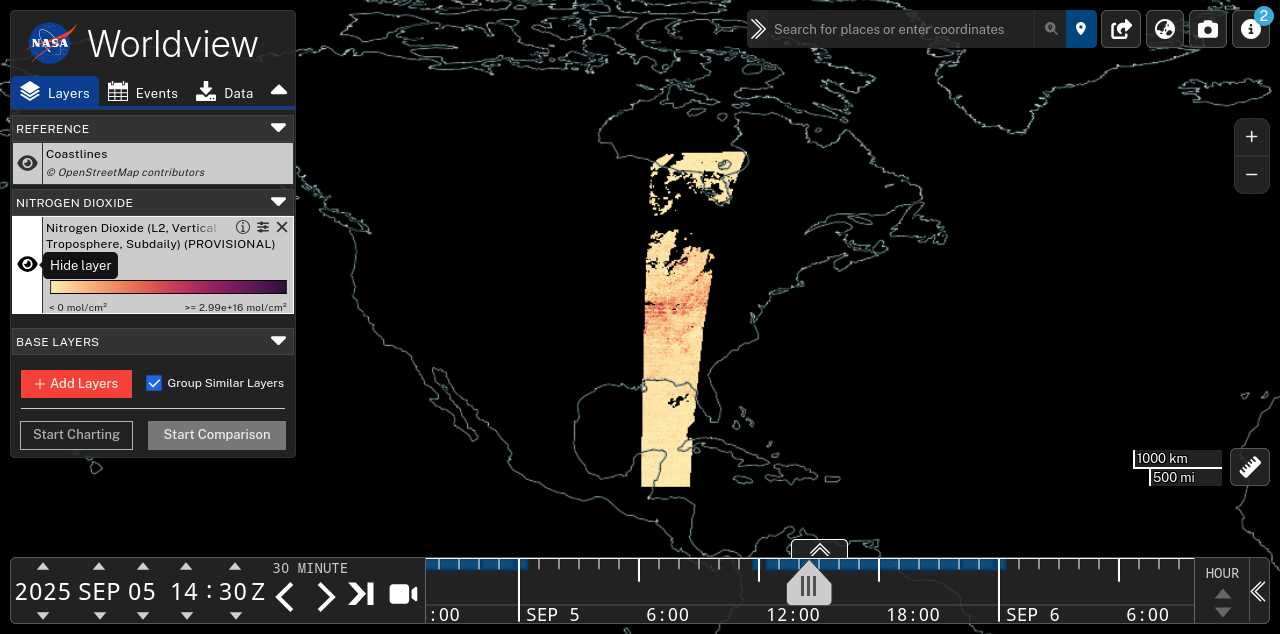 NASA
Worldview
Layers
Events
Data
REFERENCE
Coastlines
© OpenStreetMap contributors
NITROGEN DIOXIDE
Nitrogen Dioxide (L2, Vertical
Troposphere, Subdaily) (PROVISIONAL)
Hide layer
< 0 mol/cm²
>= 2.99e+16 mol/cm²
BASE LAYERS
+ Add Layers
Group Similar Layers
Start Charting
Start Comparison
Search for places or enter coordinates
2
+
−
1000 km
500 mi
2025 SEP 05 14 : 30 Z
30 MINUTE
:00
SEP 5
6:00
12:00
18:00
SEP 6
6:00
HOUR